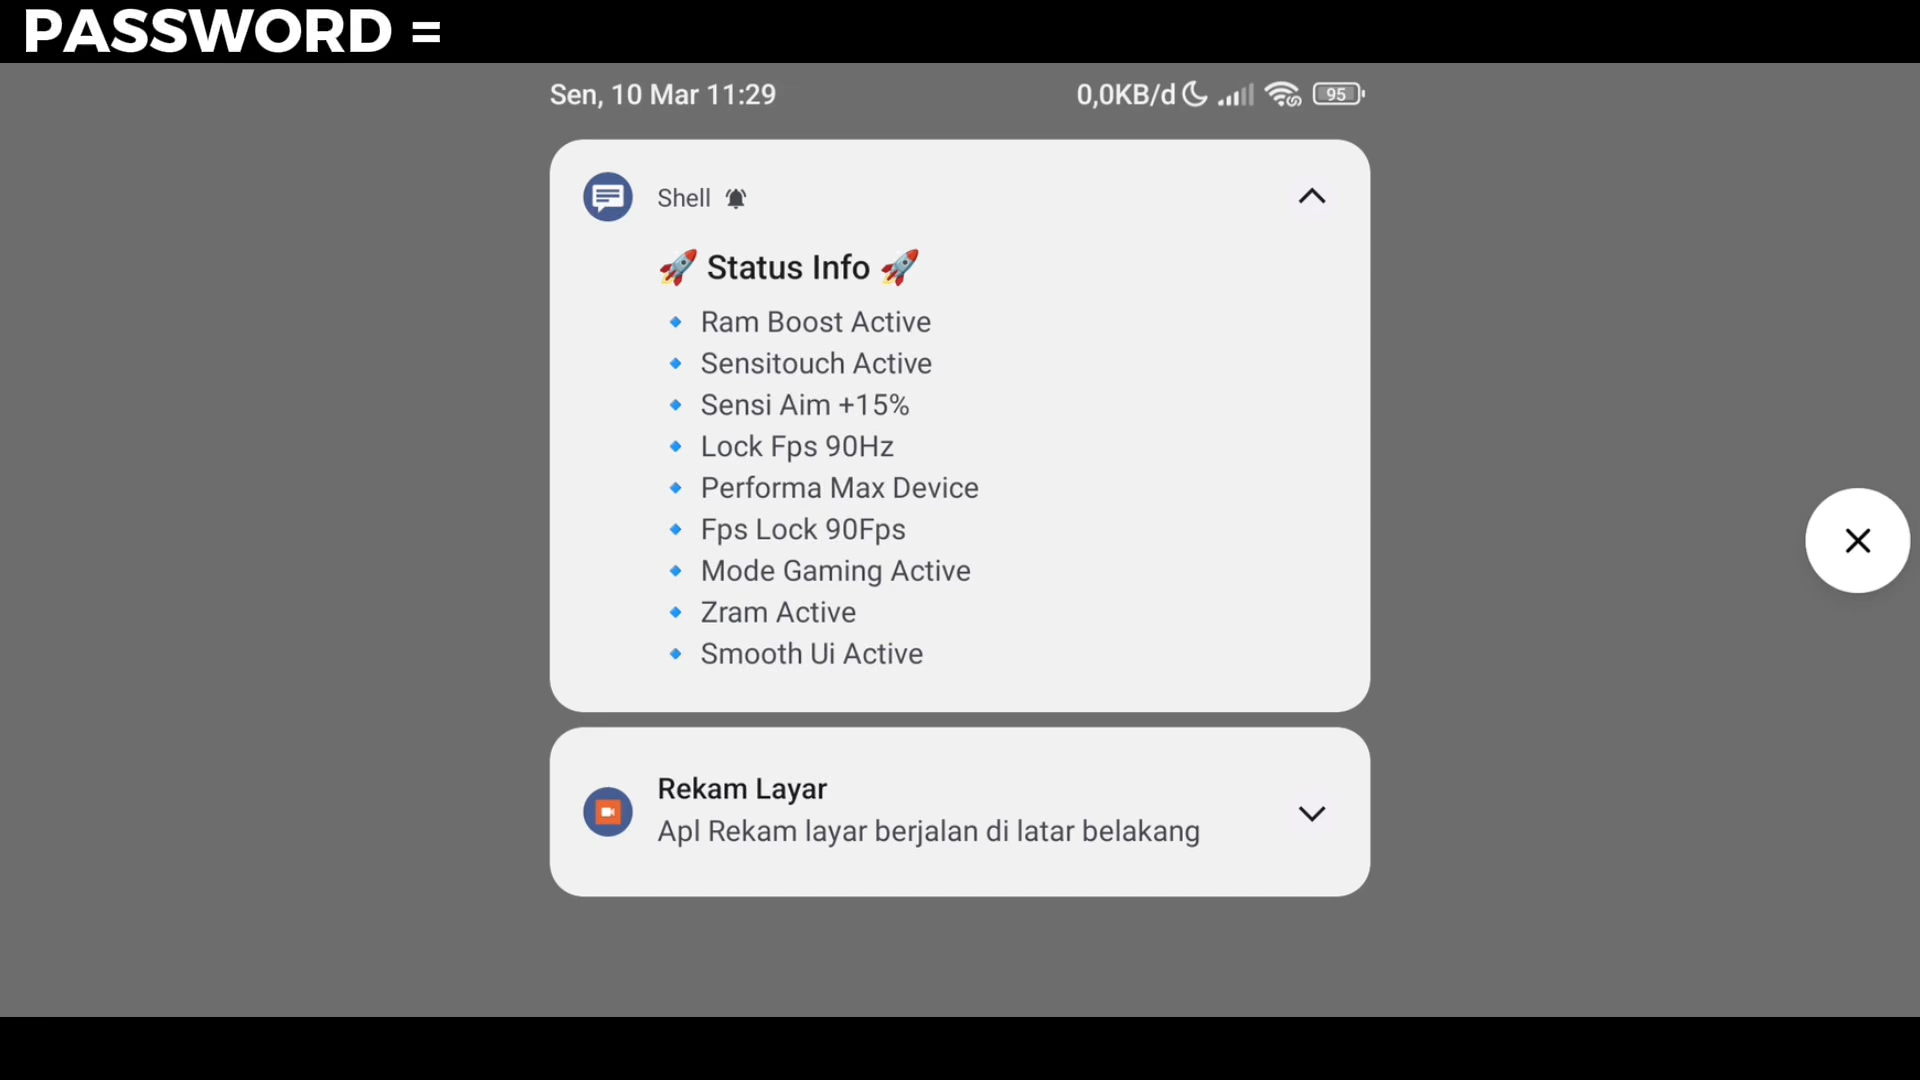 PASSWORD =
Sen, 10 Mar 11:29 0,0KB/d 95
Shell
🚀 Status Info 🚀
🔹 Ram Boost Active
🔹 Sensitouch Active
🔹 Sensi Aim +15%
🔹 Lock Fps 90Hz
🔹 Performa Max Device
🔹 Fps Lock 90Fps
🔹 Mode Gaming Active
🔹 Zram Active
🔹 Smooth Ui Active
Rekam Layar
Apl Rekam layar berjalan di latar belakang